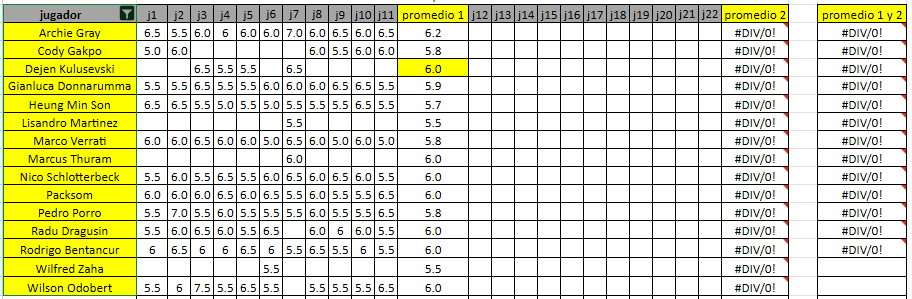 jugador j1 j2 j3 j4 j5 j6 j7 j8 j9 j10 j11 promedio 1 j12 j13 j14 j15 j16 j17 j18 j19 j20 j21 j22 promedio 2 promedio 1 y 2
Archie Gray 6.5 5.5 6.0 6 6.0 6.0 7.0 6.0 6.5 6.0 6.5 6.2 #DIV/0! #DIV/0!
Cody Gakpo 5.0 6.0 6.0 5.5 6.0 6.0 5.8 #DIV/0! #DIV/0!
Dejen Kulusevski 6.5 5.5 5.5 6.5 6.0 #DIV/0! #DIV/0!
Gianluca Donnarumma 5.5 5.5 6.5 5.5 5.5 6.0 6.0 6.0 6.5 6.5 5.5 5.9 #DIV/0! #DIV/0!
Heung Min Son 6.5 6.5 5.5 5.0 5.5 5.0 5.5 5.5 5.5 6.5 5.5 5.7 #DIV/0! #DIV/0!
Lisandro Martinez 5.5 5.5 #DIV/0! #DIV/0!
Marco Verrati 6.0 6.0 6.5 6.0 6.0 5.5 6.5 6.0 5.0 6.0 5.0 5.8 #DIV/0! #DIV/0!
Marcus Thuram 6.0 6.0 #DIV/0! #DIV/0!
Nico Schlotterbeck 5.5 6.0 5.5 6.5 5.5 6.0 6.5 6.0 6.5 6.0 6.5 6.0 #DIV/0! #DIV/0!
Packsom 6.0 6.0 6.0 6.5 6.0 6.5 5.5 6.0 5.5 5.5 6.5 6.0 #DIV/0! #DIV/0!
Pedro Porro 5.5 7.0 5.5 6.0 5.5 5.5 5.5 6.0 5.5 6.5 5.5 5.8 #DIV/0! #DIV/0!
Radu Dragusin 5.5 6.0 6.5 6.0 5.5 6.5 6.0 6 6.0 5.5 6.0 #DIV/0! #DIV/0!
Rodrigo Bentancur 6 6.5 6 6 6.5 6 5.5 6.5 5.5 6 5.5 6.0 #DIV/0! #DIV/0!
Wilfred Zaha 5.5 5.5 #DIV/0!
Wilson Odobert 5.5 6 7.5 5.5 6.5 5.5 5.5 5.5 5.5 6.5 6.0 #DIV/0!